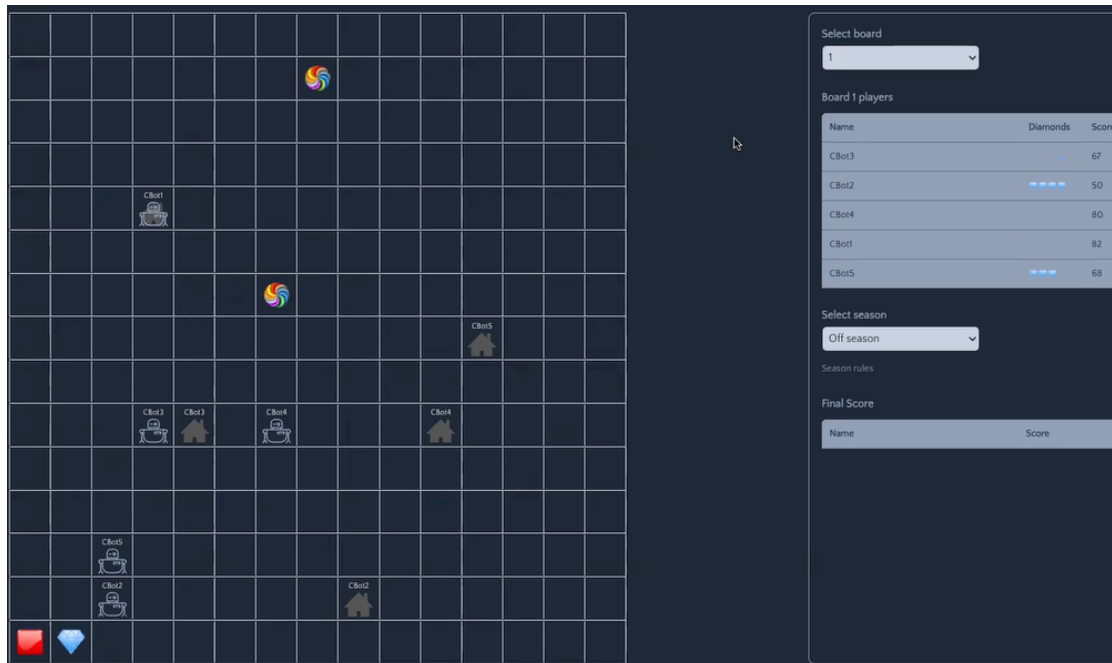 CBot1
CBot5
CBot3 CBot3 CBot4 CBot4
CBot5
CBot2 CBot2
Select board
1
Board 1 players
Name Diamonds Score
CBot3 67
CBot2 50
CBot4 80
CBot1 82
CBot5 68
Select season
Off season
Season rules
Final Score
Name Score